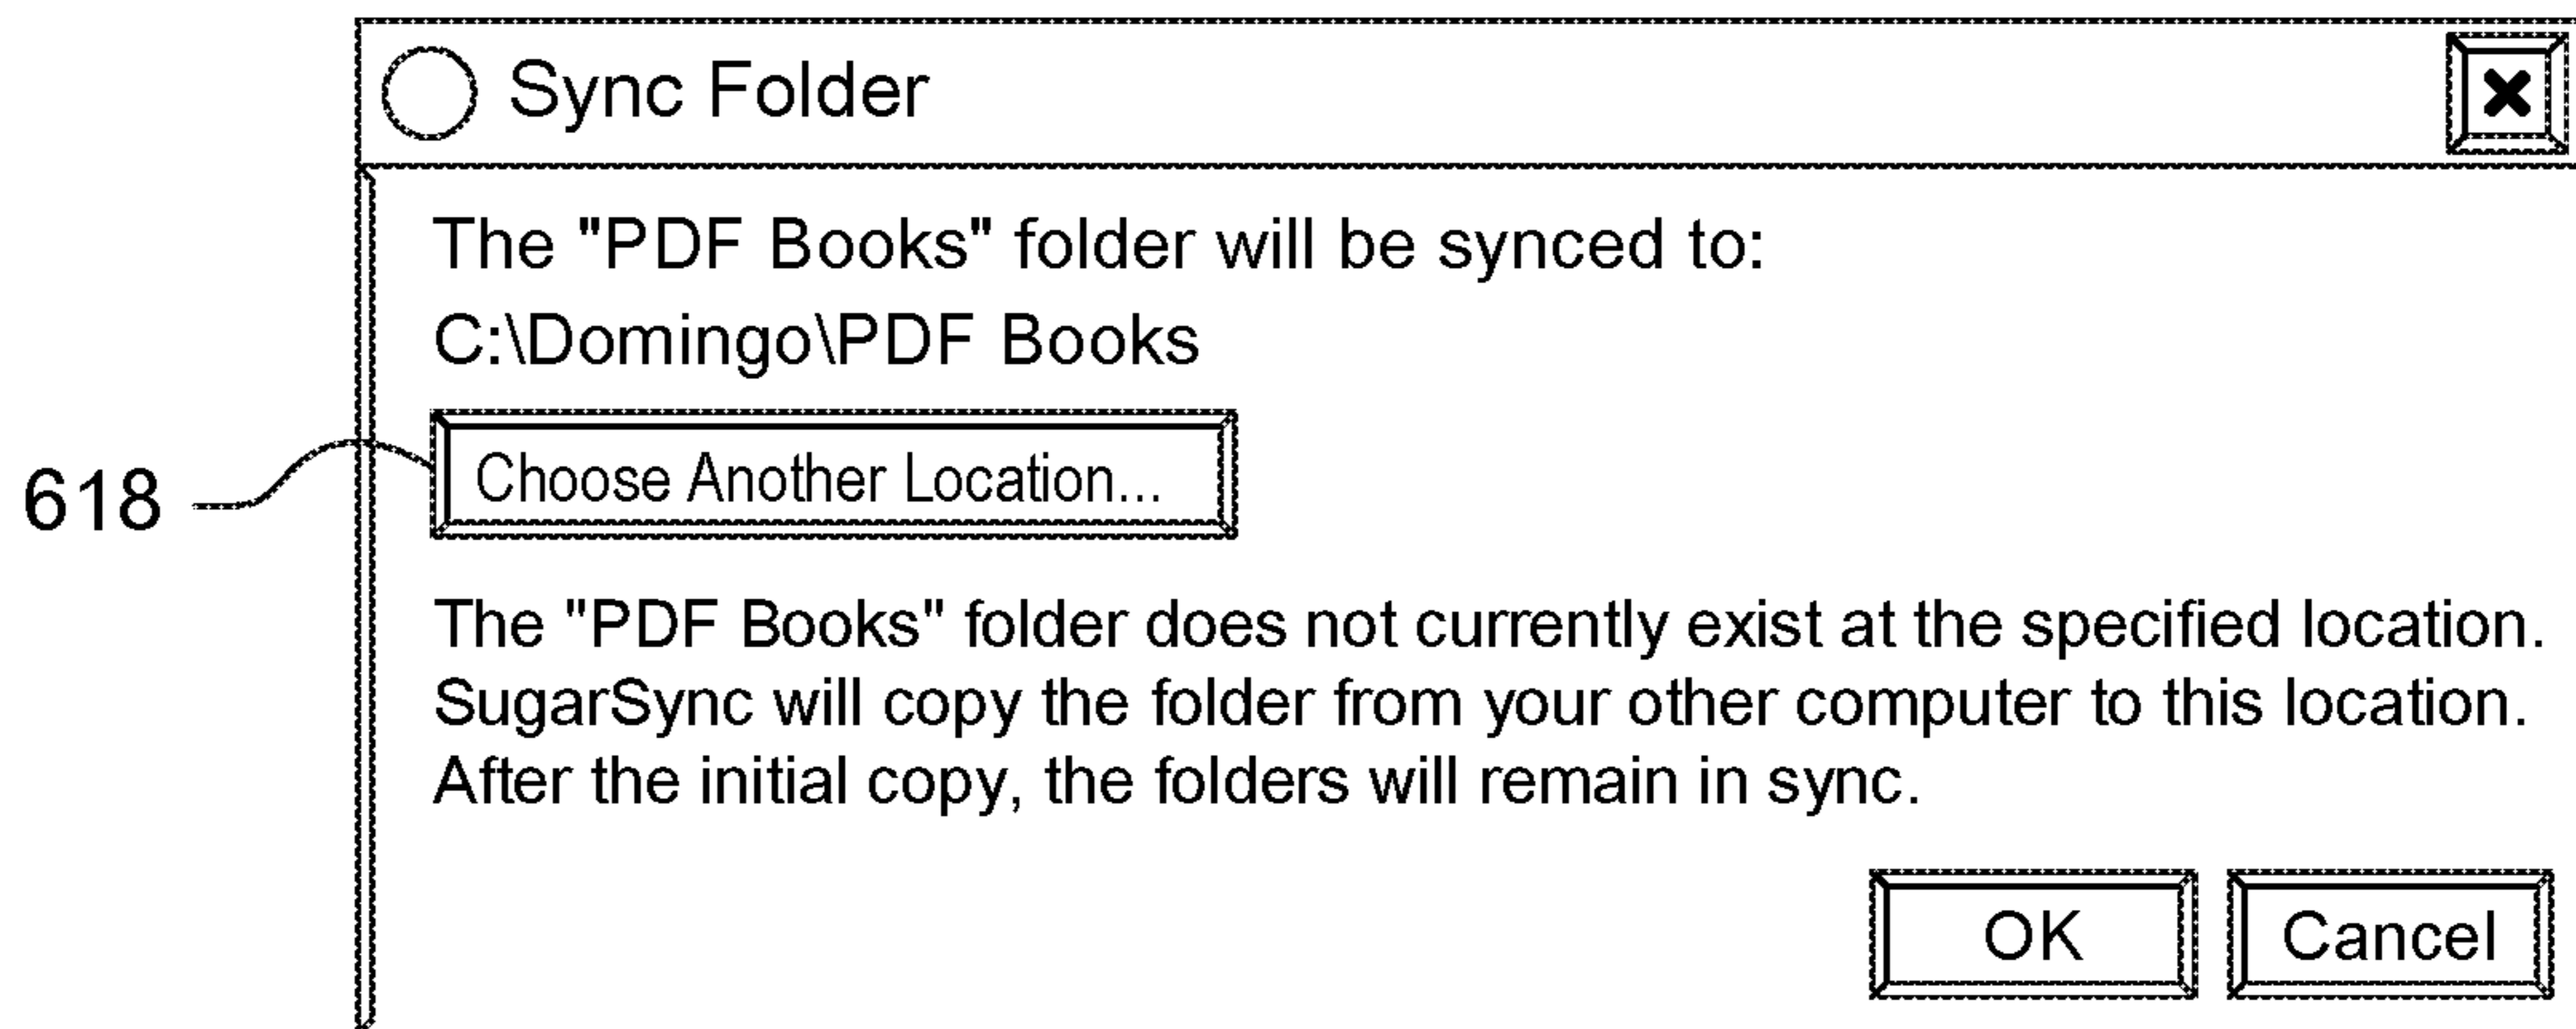 Sync Folder
The "PDF Books" folder will be synced to:
C:\Domingo\PDF Books
618
Choose Another Location...
The "PDF Books" folder does not currently exist at the specified location.
SugarSync will copy the folder from your other computer to this location.
After the initial copy, the folders will remain in sync.
OK Cancel